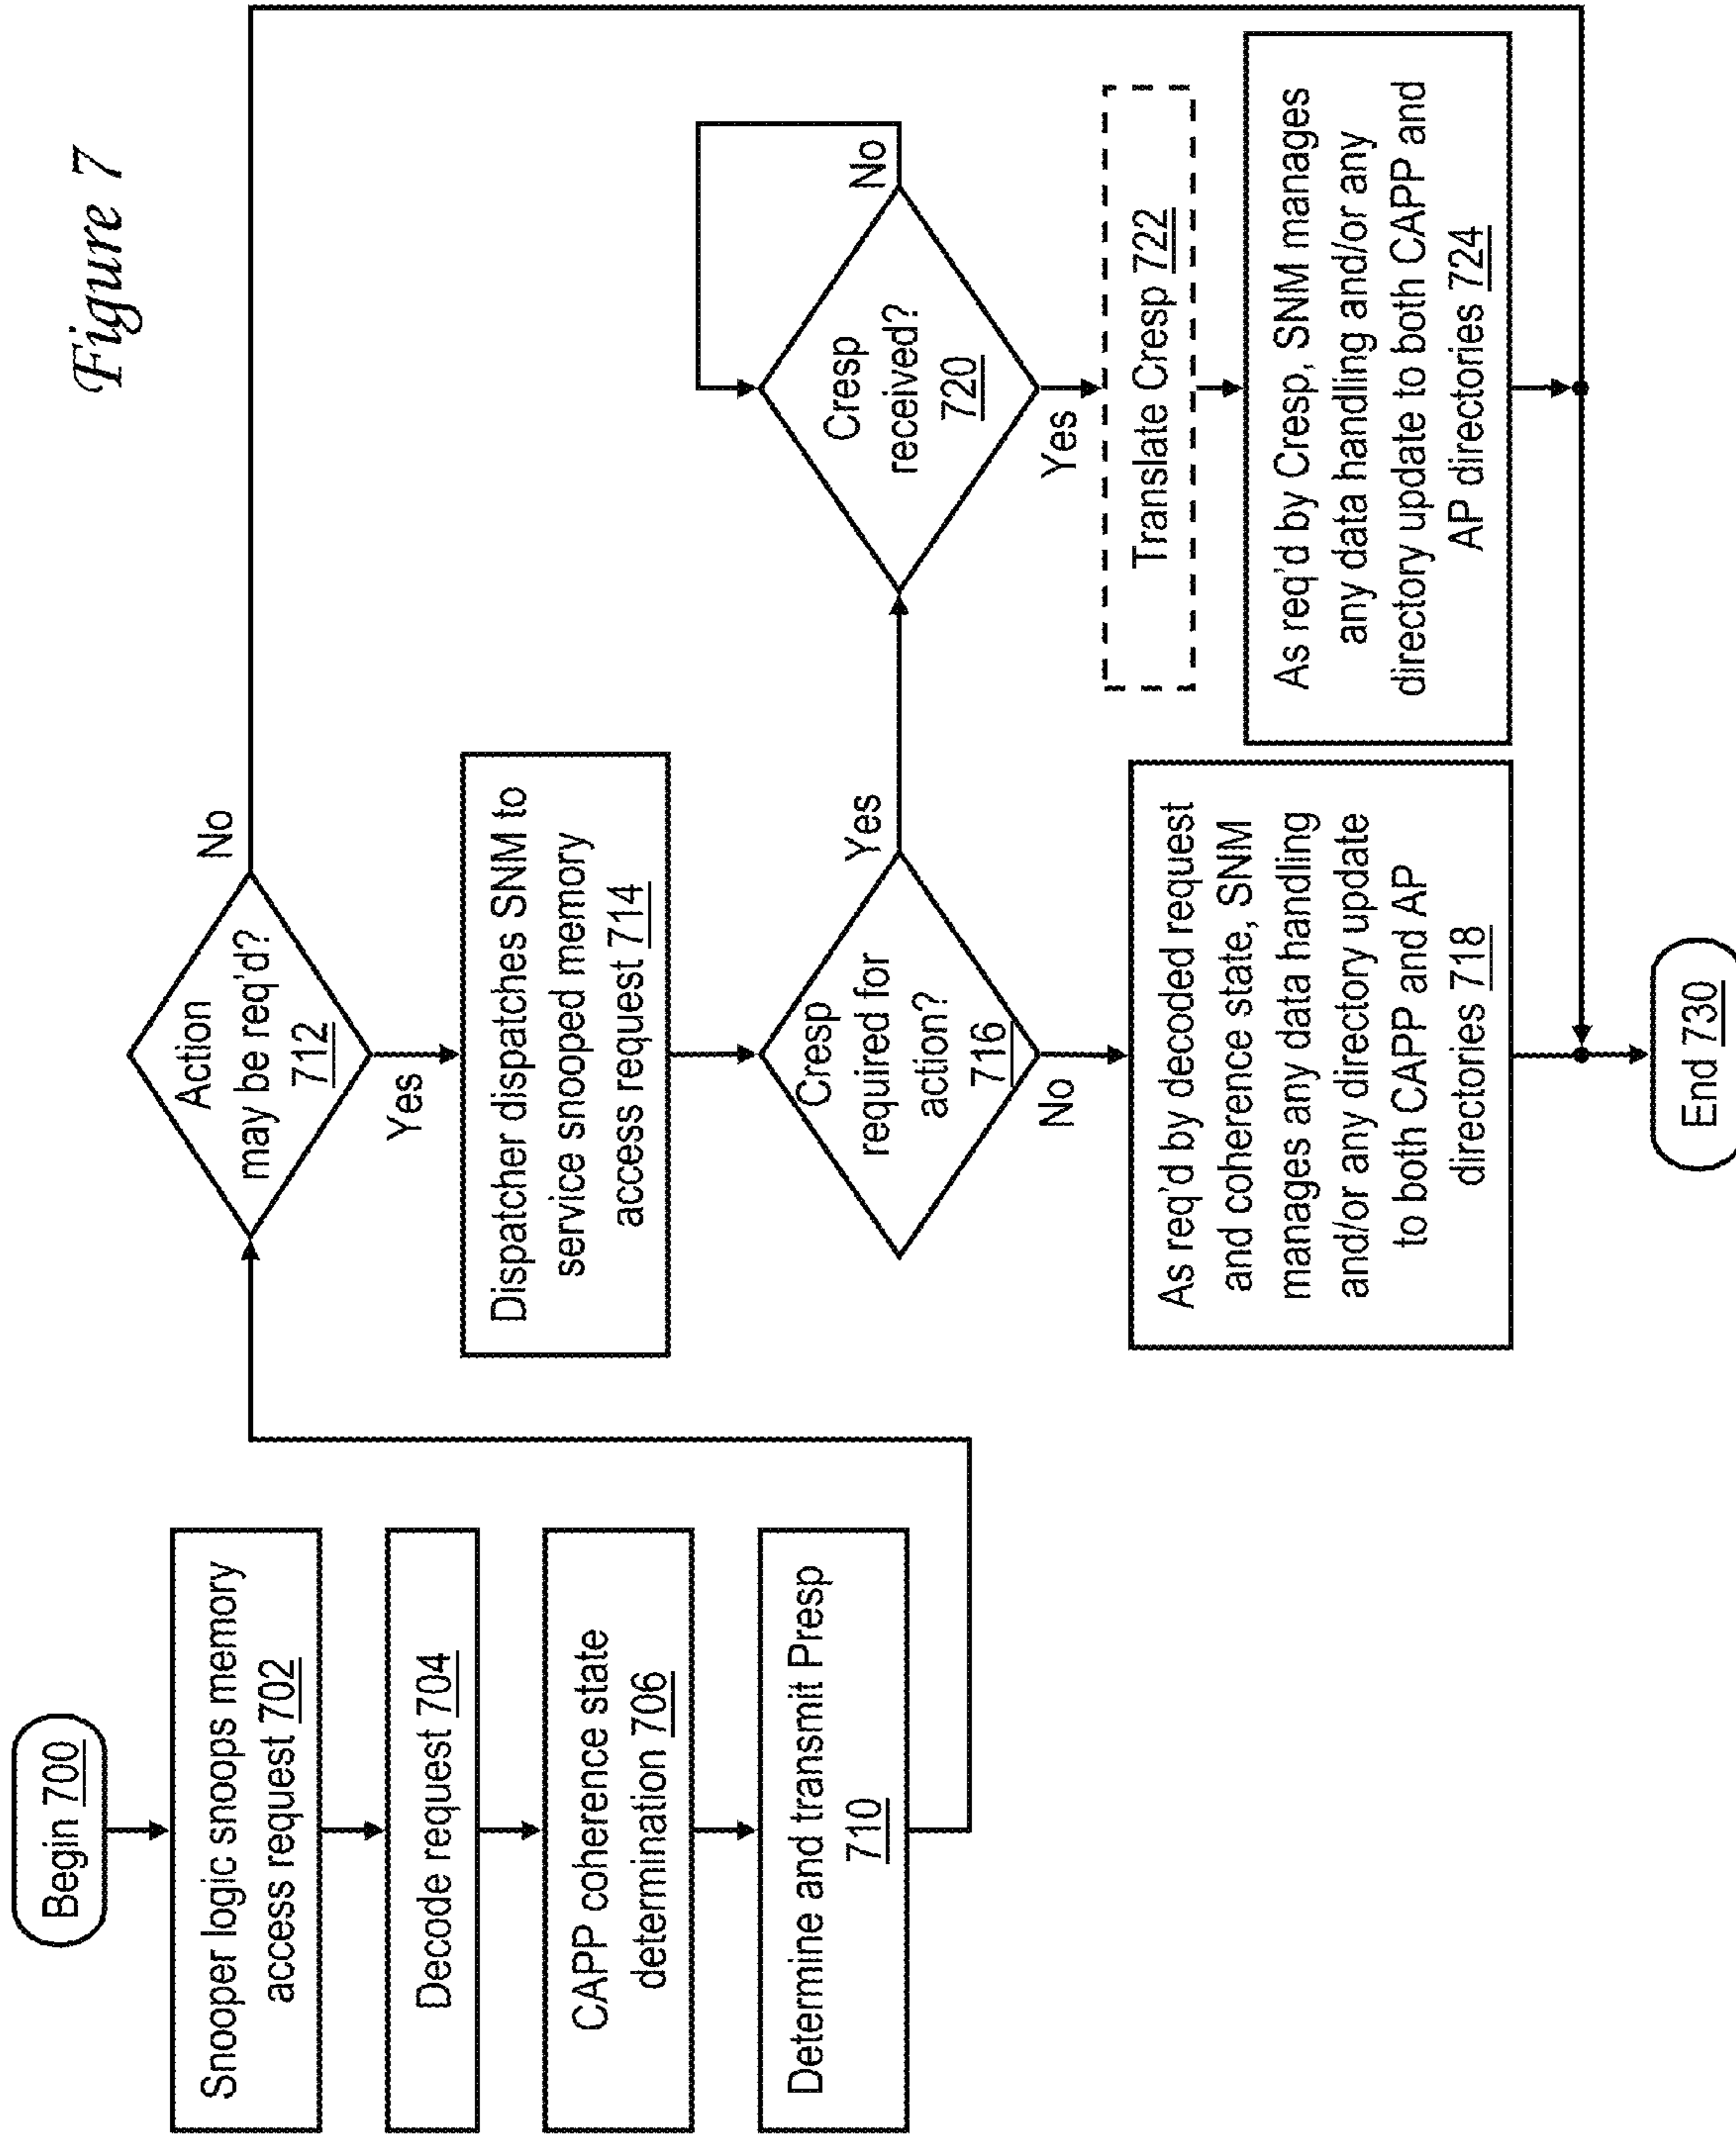 Begin 700
Snooper logic snoops memory
access request 702
Decode request 704
CAPP coherence state
determination 706
Determine and transmit Presp
710
Action
may be req'd?
712
No
Yes
Dispatcher dispatches SNM to
service snooped memory
access request 714
Cresp
required for
action?
716
Yes
No
As req'd by decoded request
and coherence state, SNM
manages any data handling
and/or any directory update
to both CAPP and AP
directories 718
Cresp
received?
720
No
Yes
Translate Cresp 722
As req'd by Cresp, SNM manages
any data handling and/or any
directory update to both CAPP and
AP directories 724
End 730
Figure 7